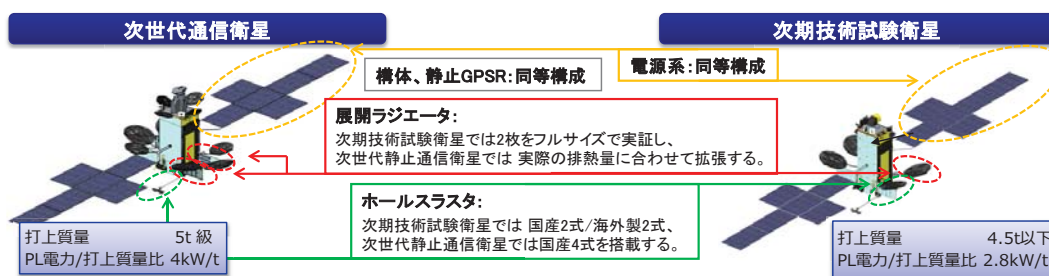 次世代通信衛星
次期技術試験衛星
構体、静止GPSR:同等構成
電源系:同等構成
展開ラジエータ:
次期技術試験衛星では2枚をフルサイズで実証し、
次世代静止通信衛星では 実際の排熱量に合わせて拡張する。
ホールスラスタ:
次期技術試験衛星では 国産2式/海外製2式、
次世代静止通信衛星では国産4式を搭載する。
打上質量 5t 級
PL電力/打上質量比 4kW/t
打上質量 4.5t以下
PL電力/打上質量比 2.8kW/t